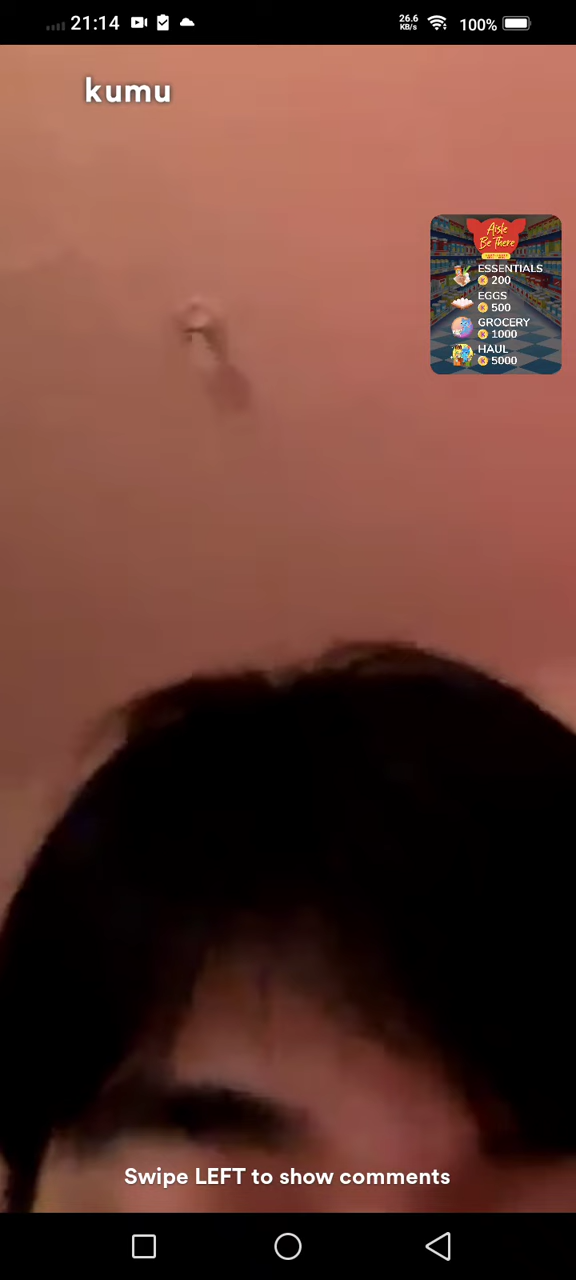 21:14
26.6
KB/s
100%
kumu
Aisle
Be There
ESSENTIALS
200
EGGS
500
GROCERY
1000
HAUL
5000
Swipe LEFT to show comments